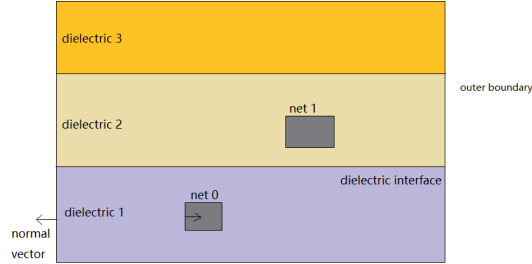 dielectric 3
outer boundary
net 1
dielectric 2
dielectric interface
net 0
dielectric 1
normal
vector